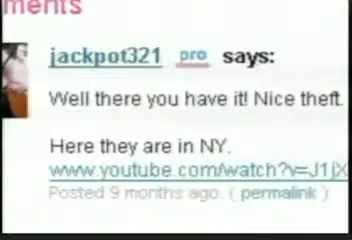 ments
jackpot321 pro says:
Well there you have it! Nice theft.
Here they are in NY.
www.youtube.com/watch?v=J1jX
Posted 9 months ago. ( permalink )